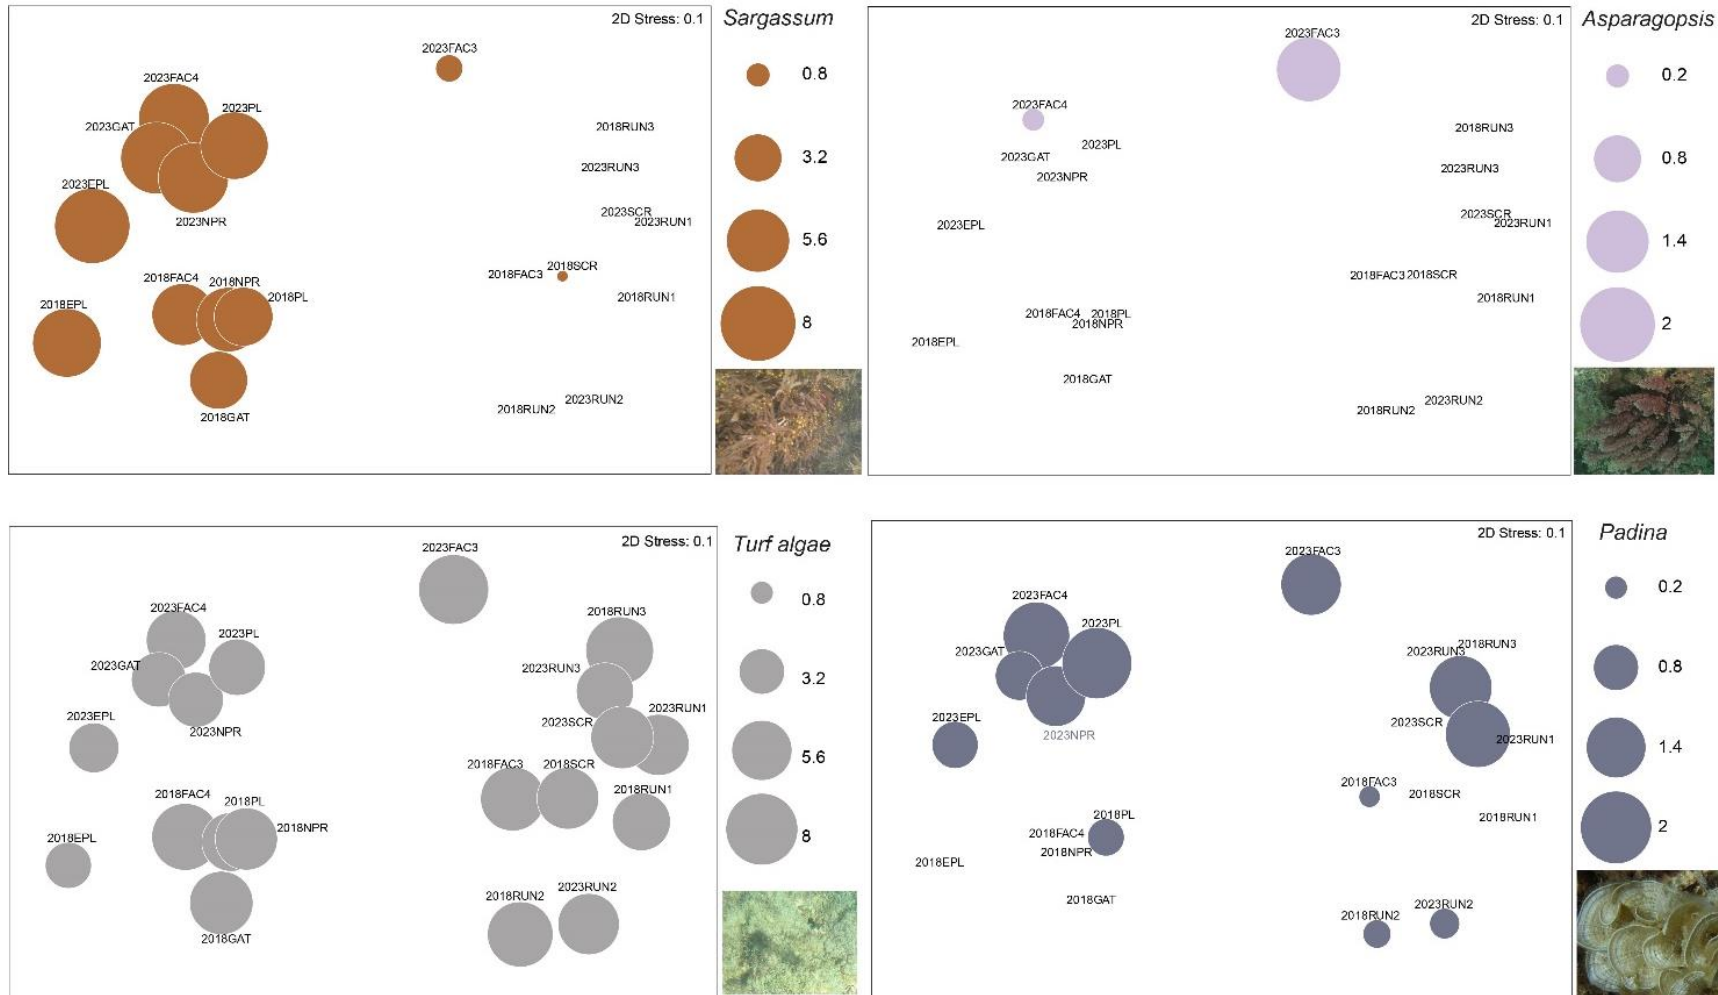 2D Stress: 0.1
Sargassum
2023FAC3
2023FAC4
2023PL
2023GAT
2018RUN3
2023RUN3
2023EPL
2023NPR
2023SCR
2023RUN1
2018FAC4
2018NPR
2018FAC3
2018SCR
2018EPL
2018PL
2018RUN1
2018GAT
2018RUN2
2023RUN2
0.8
3.2
5.6
8
2D Stress: 0.1
Asparagopsis
2023FAC3
2023FAC4
2018RUN3
2023PL
2023GAT
2023RUN3
2023NPR
2023SCR
2023EPL
2023RUN1
2018FAC3
2018SCR
2018RUN1
2018FAC4
2018PL
2018NPR
2018EPL
2018GAT
2018RUN2
2023RUN2
0.2
0.8
1.4
2
2D Stress: 0.1
Turf algae
2023FAC3
2023FAC4
2018RUN3
2023PL
2023GAT
2023RUN3
2023EPL
2023NPR
2023SCR
2023RUN1
2018FAC3
2018SCR
2018RUN1
2018FAC4
2018PL
2018NPR
2018EPL
2018RUN2
2023RUN2
2018GAT
0.8
3.2
5.6
8
2D Stress: 0.1
Padina
2023FAC3
2023FAC4
2023PL
2018RUN3
2023GAT
2023RUN3
2023EPL
2023NPR
2023SCR
2023RUN1
2018FAC3
2018SCR
2018PL
2018RUN1
2018FAC4
2018NPR
2018EPL
2018GAT
2018RUN2
2023RUN2
0.2
0.8
1.4
2